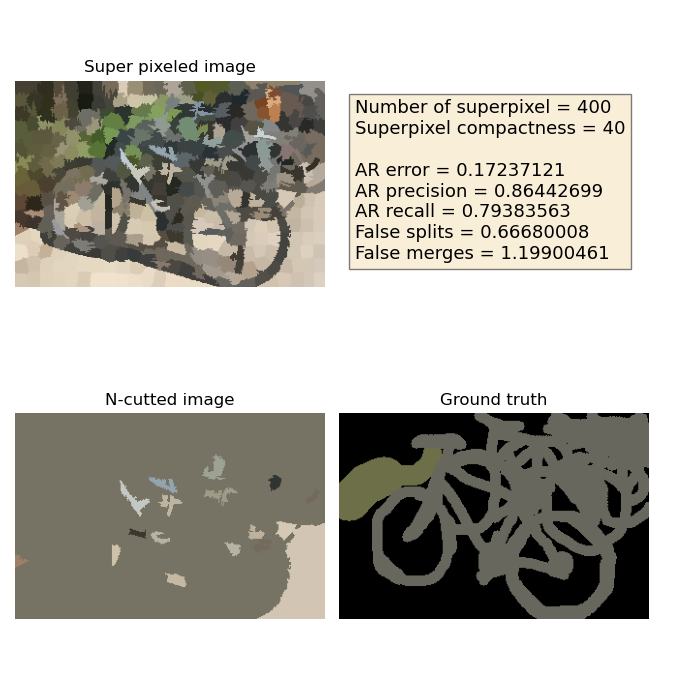 Super pixeled image
Number of superpixel = 400
Superpixel compactness = 40
AR error = 0.17237121
AR precision = 0.86442699
AR recall = 0.79383563
False splits = 0.66680008
False merges = 1.19900461
N-cutted image
Ground truth